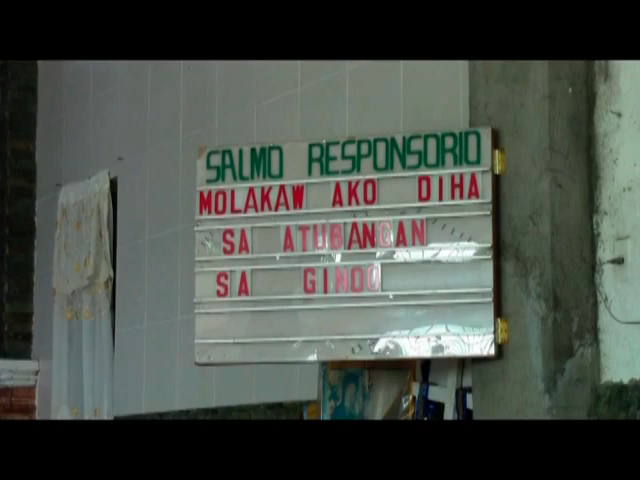 SALMO RESPONSORIO
MOLAKAW AKO DIHA
SA ATUBANGAN
SA GINOO